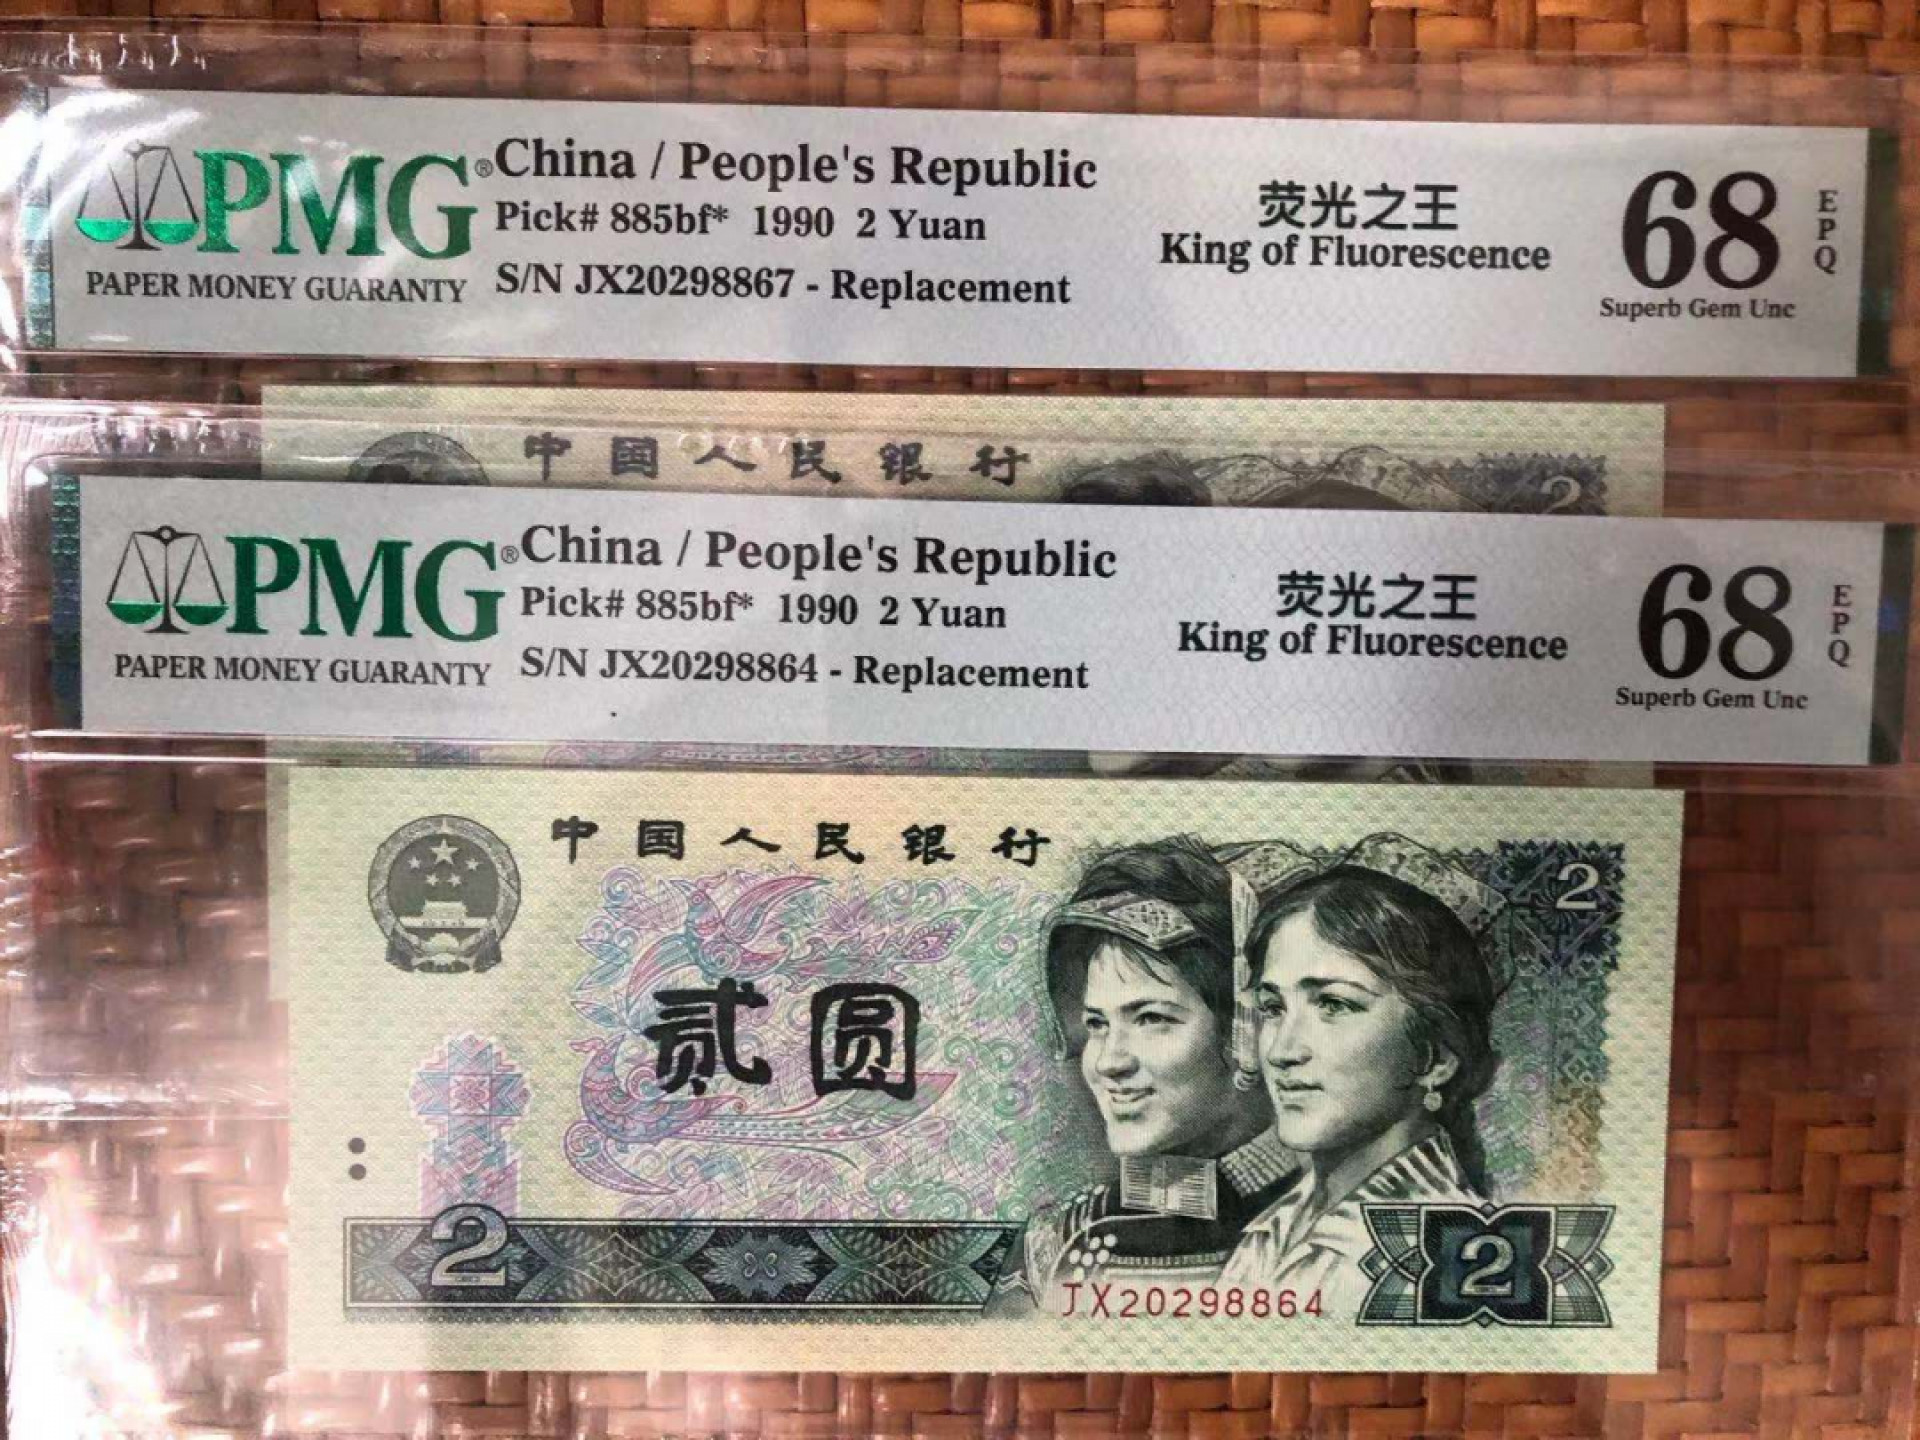 PMG®
PAPER MONEY GUARANTY
China / People's Republic
Pick# 885bf* 1990 2 Yuan
S/N JX20298867 - Replacement
荧光之王
King of Fluorescence
68
EPQ
Superb Gem Unc
中国人民银行
2
PMG®
PAPER MONEY GUARANTY
China / People's Republic
Pick# 885bf* 1990 2 Yuan
S/N JX20298864 - Replacement
荧光之王
King of Fluorescence
68
EPQ
Superb Gem Unc
中国人民银行
2
贰圆
2
JX20298864
2